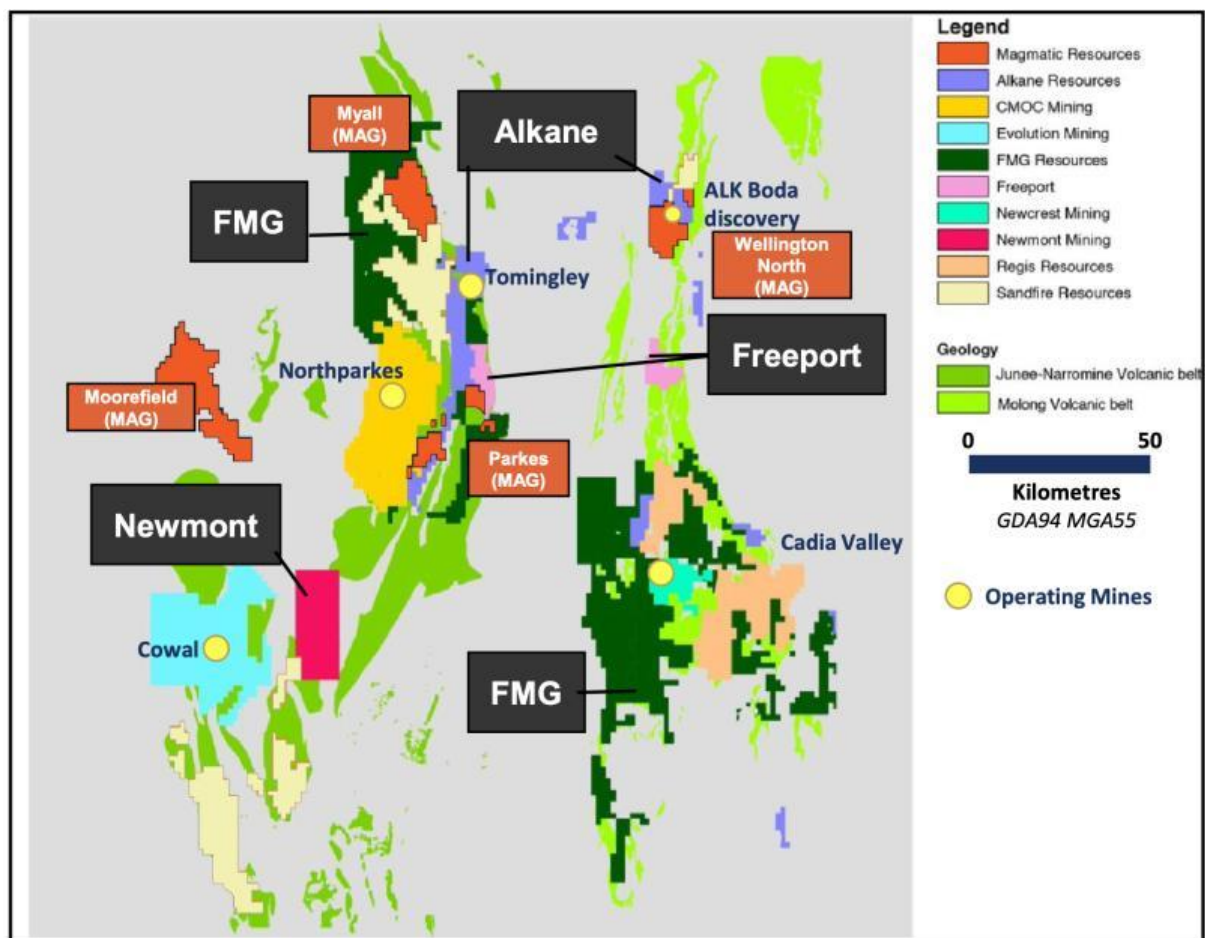 Myall
(MAG)
Alkane
FMG
ALK Boda
discovery
Wellington
North
(MAG)
Tomingley
Freeport
Northparkes
Moorefield
(MAG)
Parkes
(MAG)
Newmont
Cadia Valley
Cowal
FMG
Legend
Magmatic Resources
Alkane Resources
CMOC Mining
Evolution Mining
FMG Resources
Freeport
Newcrest Mining
Newmont Mining
Regis Resources
Sandfire Resources
Geology
Junee-Narromine Volcanic belt
Molong Volcanic belt
0 50
Kilometres
GDA94 MGA55
Operating Mines